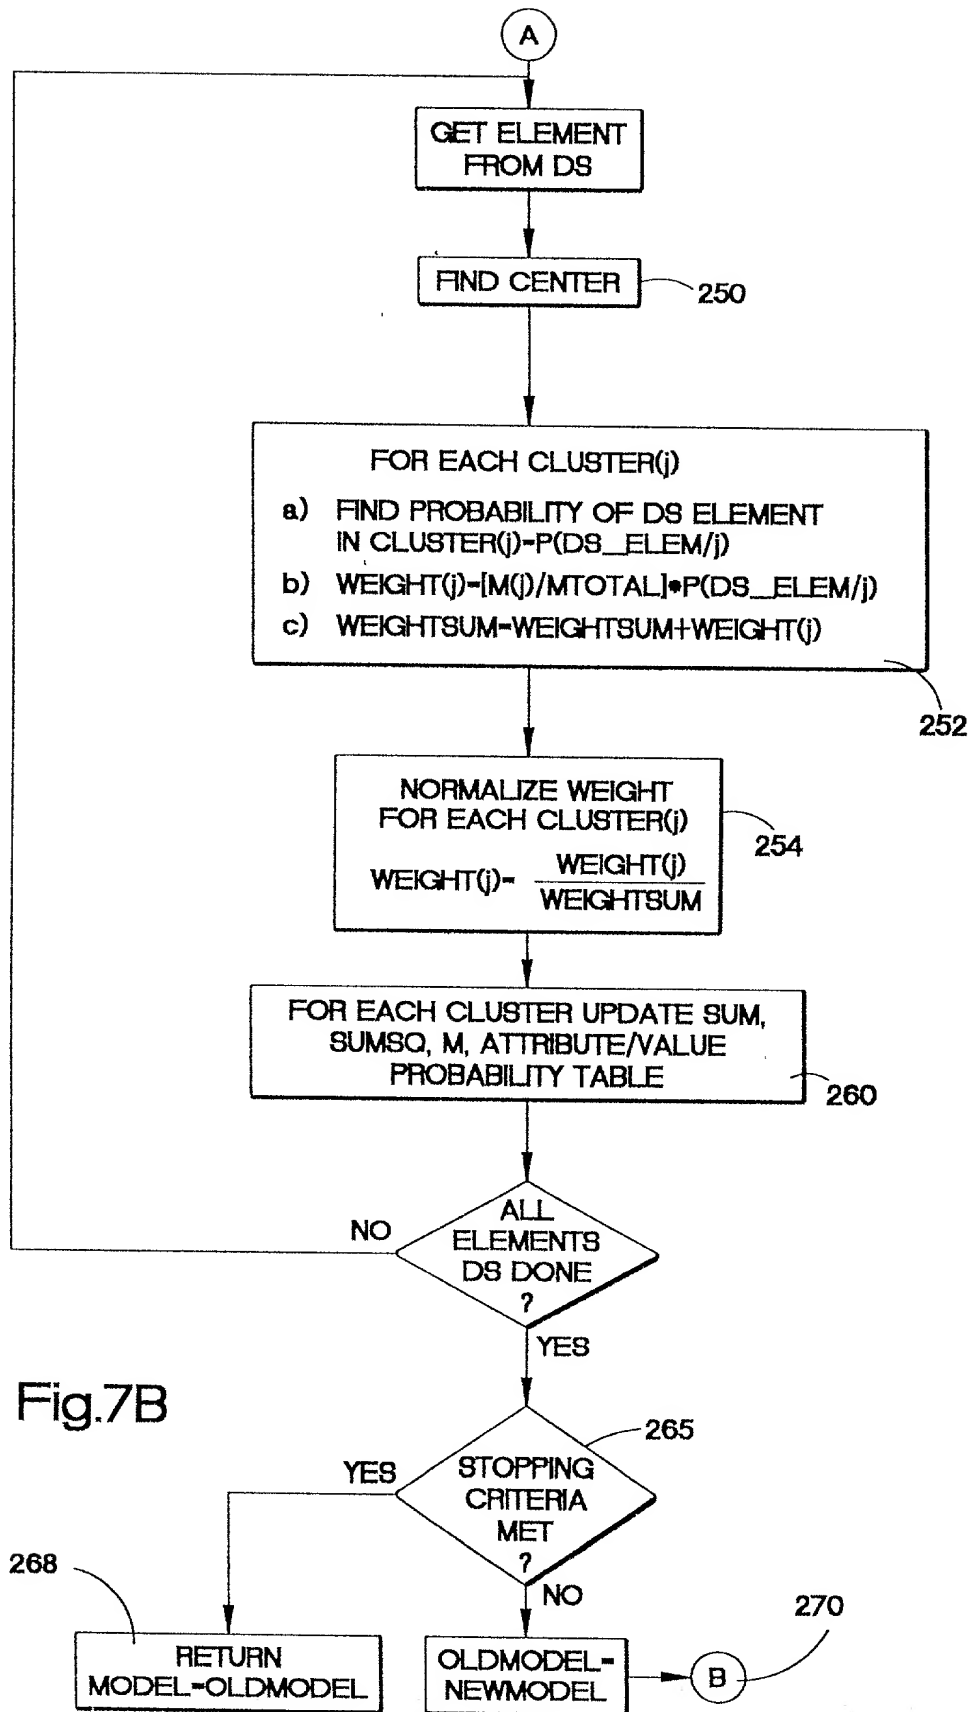 A
GET ELEMENT
FROM DS
FIND CENTER
250
FOR EACH CLUSTER(j)
a) FIND PROBABILITY OF DS ELEMENT
IN CLUSTER(j)=P(DS_ELEM/j)
b) WEIGHT(j)=[M(j)/MTOTAL]*P(DS_ELEM/j)
c) WEIGHTSUM=WEIGHTSUM+WEIGHT(j)
252
NORMALIZE WEIGHT
FOR EACH CLUSTER(j)
WEIGHT(j)= WEIGHT(j)
WEIGHTSUM
254
FOR EACH CLUSTER UPDATE SUM,
SUMSQ, M, ATTRIBUTE/VALUE
PROBABILITY TABLE
260
NO
ALL
ELEMENTS
DS DONE
?
YES
Fig.7B
265
YES
STOPPING
CRITERIA
MET
?
NO
268
270
RETURN
MODEL=OLDMODEL
OLDMODEL=
NEWMODEL
B